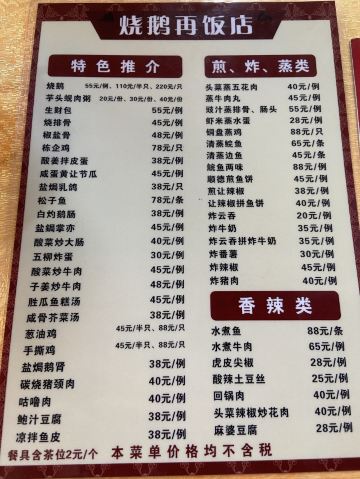 烧鹅再饭店
特色推介
烧鹅 55元/例、110元/半只、220元/只
芋头蚬肉粥 20元/份、30元/份、40元/份
生财包 55元/例
烧排骨 45元/例
椒盐骨 48元/例
栋企鸡 78元/只
酸姜拌皮蛋 38元/例
咸蛋黄让节瓜 45元/例
盐焗乳鸽 38元/只
松子鱼 78元/条
白灼鹅肠 38元/例
盐焗掌亦 45元/例
酸菜炒大肠 40元/例
五柳炸蛋 30元/例
酸菜炒牛肉 45元/例
子姜炒牛肉 48元/例
胜瓜鱼糕汤 45元/例
咸骨芥菜汤 38元/例
葱油鸡 45元/半只、88元/只
手撕鸡 45元/半只、88元/只
盐焗鹅肾 38元/例
碳烧猪颈肉 40元/例
咕噜肉 40元/例
鲍汁豆腐 38元/例
凉拌鱼皮 38元/例
煎、炸、蒸类
头菜蒸五花肉 40元/例
蒸牛肉丸 45元/例
豉汁蒸排骨、肠头 55元/例
虾米蒸水蛋 28元/例
铜盘蒸鸡 88元/只
清蒸鲩鱼 65元/条
清蒸边鱼 45元/条
鲩鱼两味 88元/条
顺德煎鱼饼 45元/例
煎让辣椒 38元/例
让辣椒拼鱼饼 40元/例
炸云吞 20元/例
炸牛奶 35元/例
炸云吞拼炸牛奶 35元/例
炸番薯 30元/例
炸辣椒 45元/例
炸猪肉 40元/例
香辣类
水煮鱼 88元/条
水煮牛肉 65元/例
虎皮尖椒 28元/例
酸辣土豆丝 25元/例
回锅肉 40元/例
头菜辣椒炒花肉 40元/例
麻婆豆腐 28元/例
餐具含茶位2元/个 本菜单价格均不含税